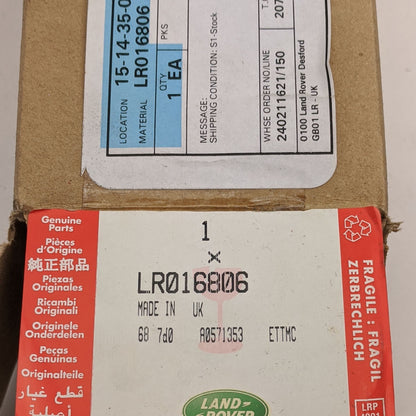 LOCATION 15-14-35-0
MATERIAL LR016806
QTY PKS
1 EA
MESSAGE:
SHIPPING CONDITION: S1-Stock
WHSE ORDER NO/LINE
240211621/150
207
0100 Land Rover Desford
GB01 LR - UK
Genuine
Parts
Pièces
d'Origine
純正部品
Piezas
Originales
Ricambi
Originali
Originele
Onderdelen
Peças
Genuinas
Originalteile
قطع غيار
أصلية
1
x
LR016806
MADE IN UK
68 7d0 A0571353 ETTMC
LAND-
ROVER
FRAGILE : FRAGIL
ZERBRECHLICH
LRP